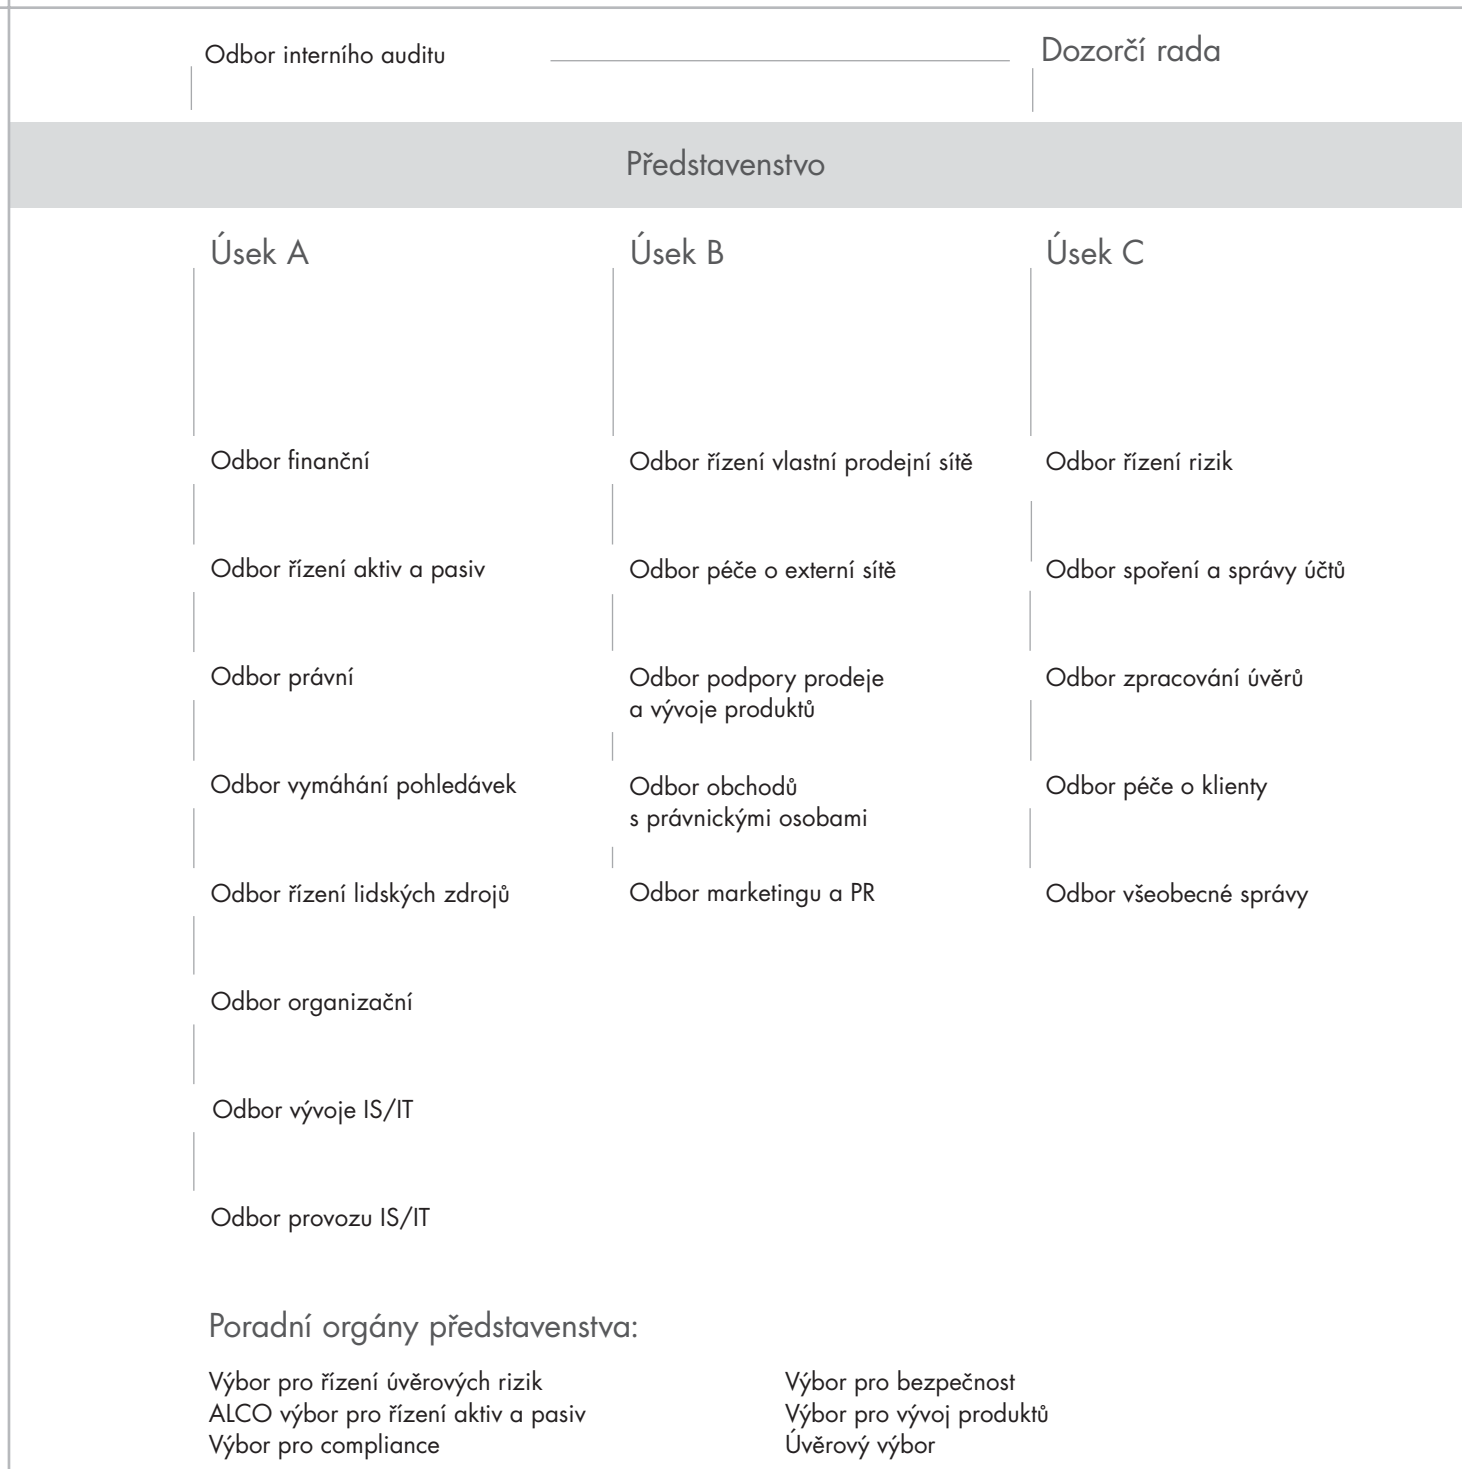 Odbor interního auditu
Dozorčí rada
Představenstvo
Úsek A
Odbor finanční
Odbor řízení aktiv a pasiv
Odbor právní
Odbor vymáhání pohledávek
Odbor řízení lidských zdrojů
Odbor organizační
Odbor vývoje IS/IT
Odbor provozu IS/IT
Úsek B
Odbor řízení vlastní prodejní sítě
Odbor péče o externí sítě
Odbor podpory prodeje
a vývoje produktů
Odbor obchodů
s právnickými osobami
Odbor marketingu a PR
Úsek C
Odbor řízení rizik
Odbor spoření a správy účtů
Odbor zpracování úvěrů
Odbor péče o klienty
Odbor všeobecné správy
Poradní orgány představenstva:
Výbor pro řízení úvěrových rizik
ALCO výbor pro řízení aktiv a pasiv
Výbor pro compliance
Výbor pro bezpečnost
Výbor pro vývoj produktů
Úvěrový výbor